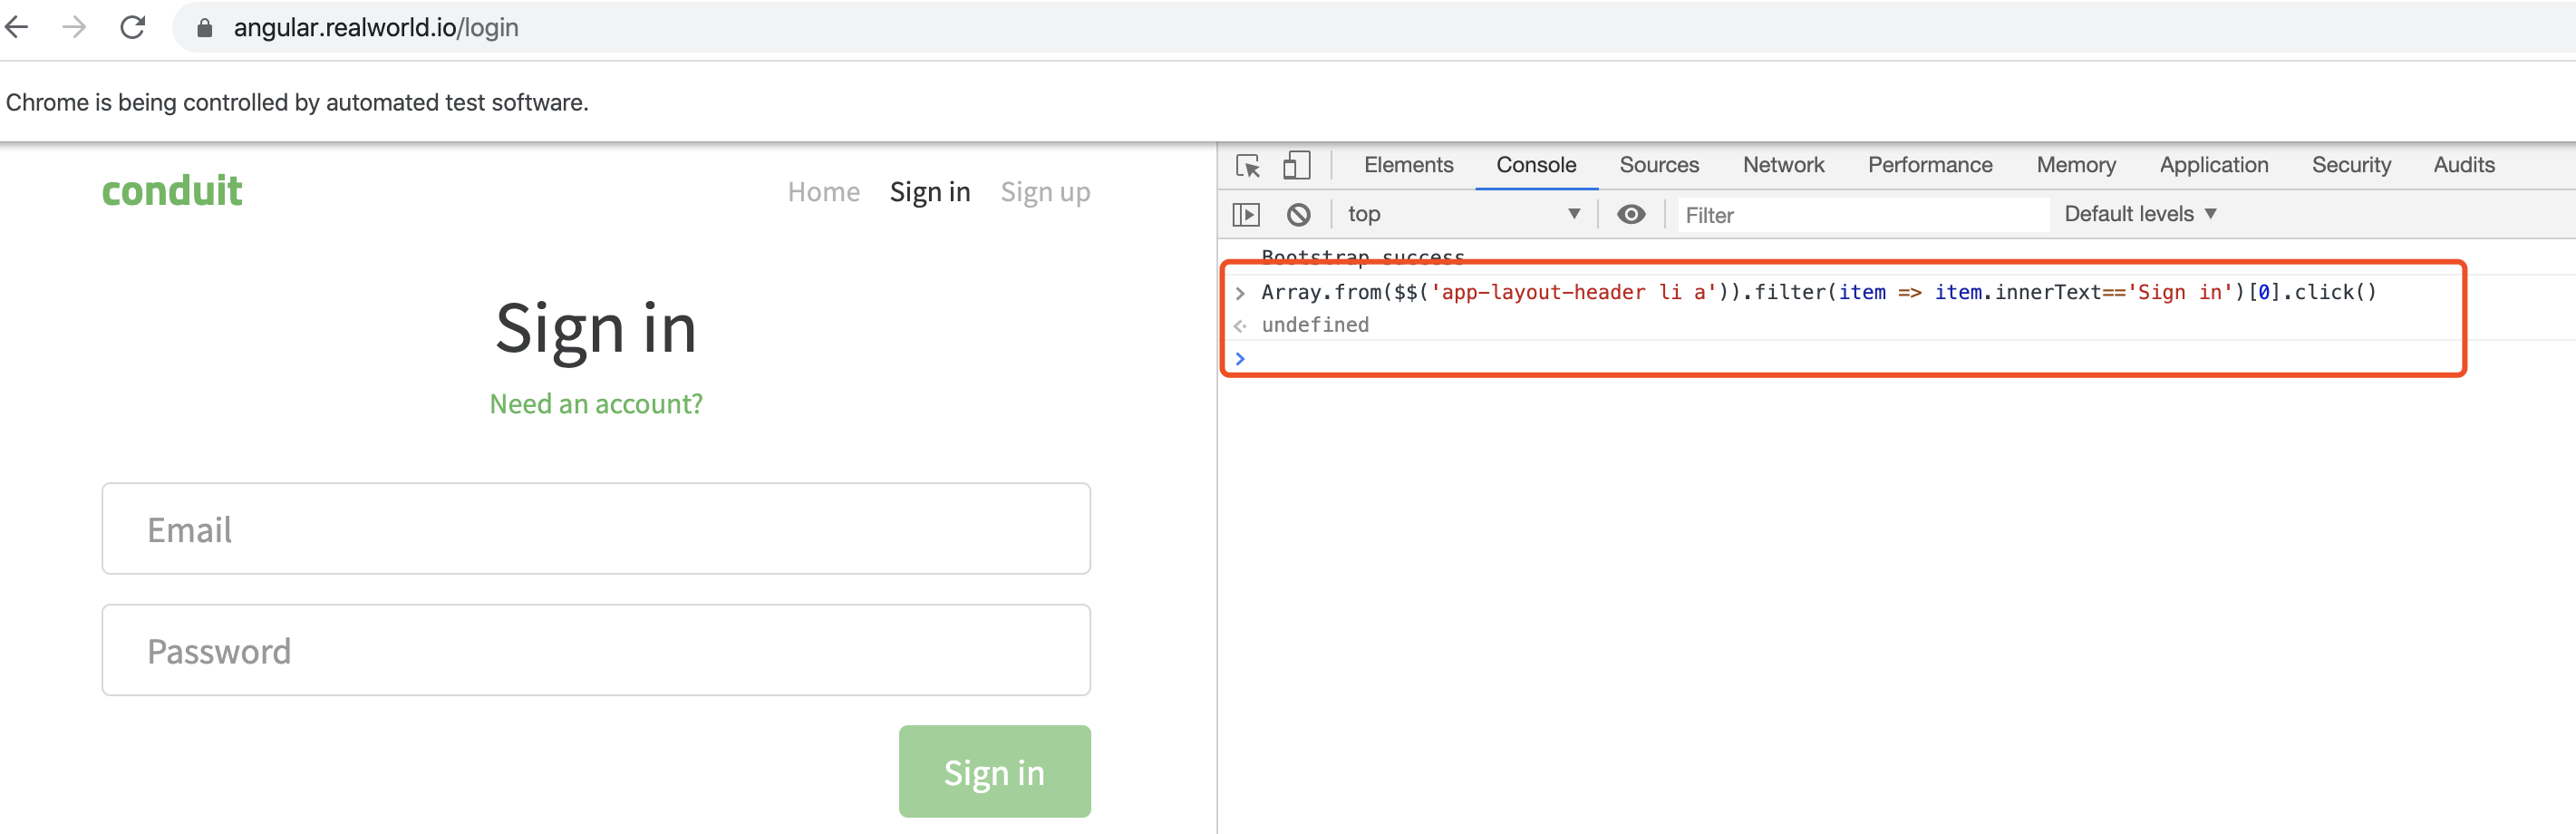 angular.realworld.io/login
Chrome is being controlled by automated test software.
conduit
Home Sign in Sign up
Sign in
Need an account?
Email
Password
Sign in
Elements Console Sources Network Performance Memory Application Security Audits
top Filter Default levels
Bootstrap success
> Array.from($$('app-layout-header li a')).filter(item => item.innerText=='Sign in')[0].click()
undefined
>